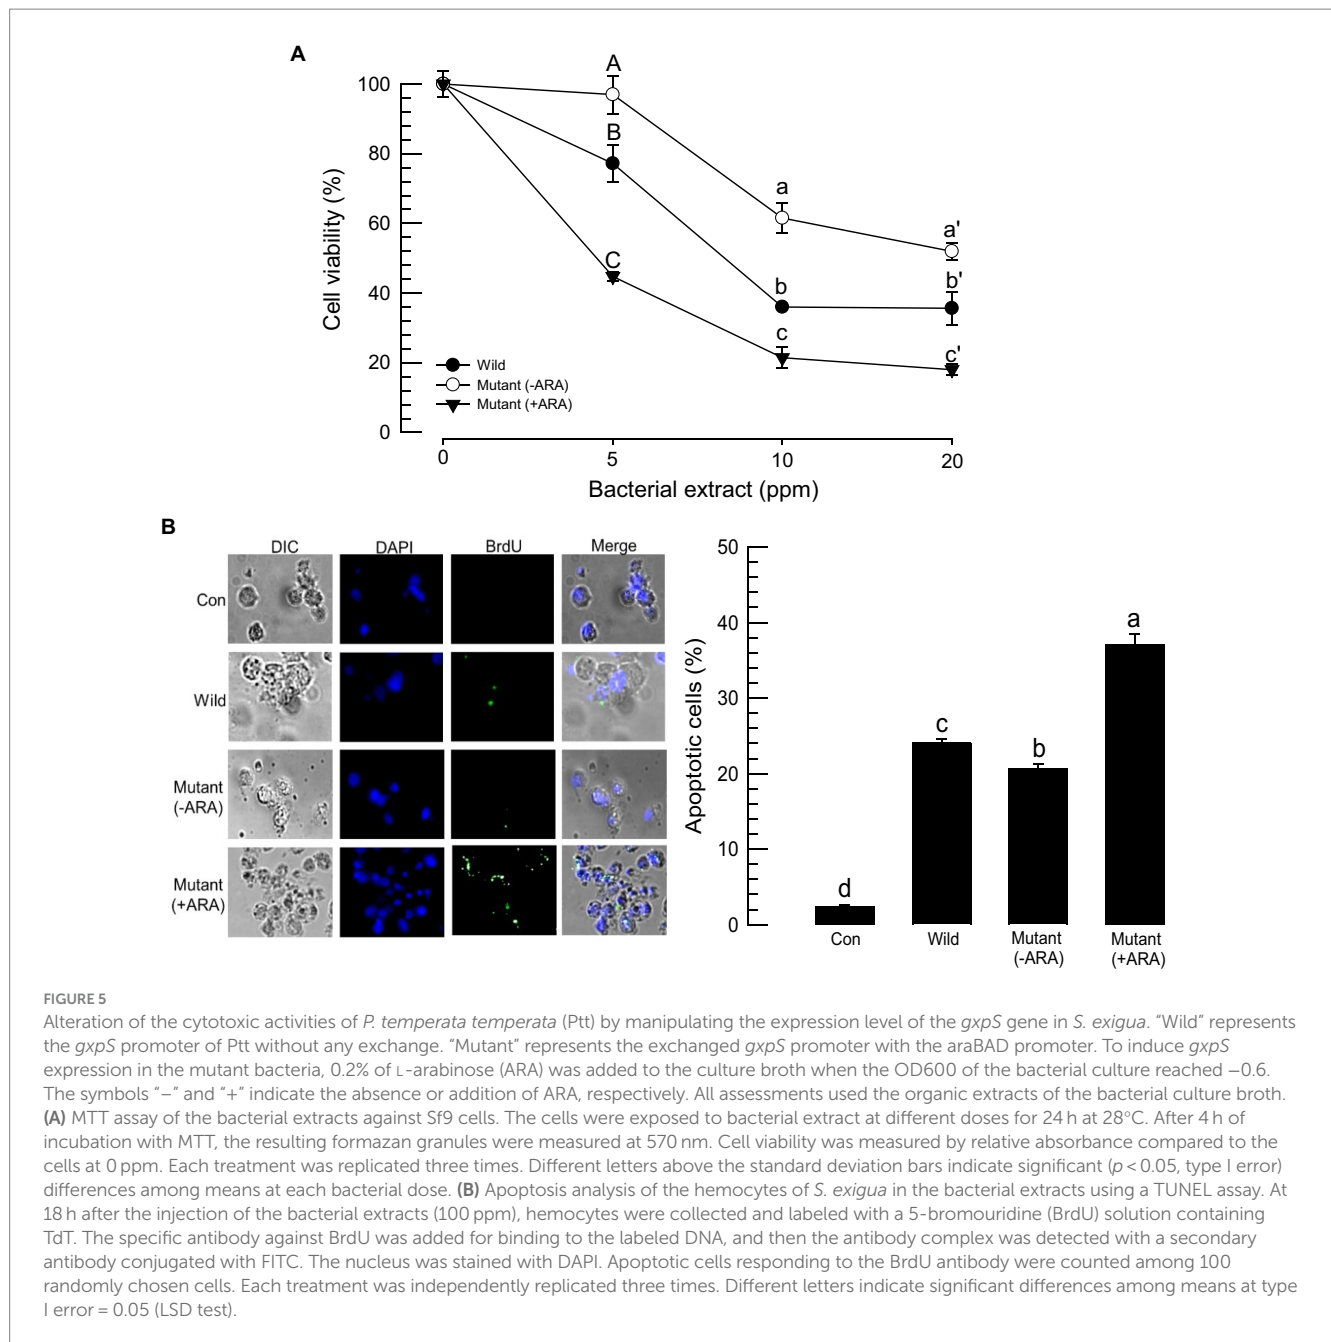 A
100
80
60
40
20
0
Cell viability (%)
A
B
C
a
b
c
a'
b'
c'
Wild
Mutant (-ARA)
Mutant (+ARA)
0 5 10 20
Bacterial extract (ppm)
B
DIC DAPI BrdU Merge
Con
Wild
Mutant
(-ARA)
Mutant
(+ARA)
50
40
30
20
10
0
Apoptotic cells (%)
d
c
b
a
Con Wild Mutant Mutant
(-ARA) (+ARA)
FIGURE 5
Alteration of the cytotoxic activities of P. temperata temperata (Ptt) by manipulating the expression level of the gxpS gene in S. exigua. “Wild” represents
the gxpS promoter of Ptt without any exchange. “Mutant” represents the exchanged gxpS promoter with the araBAD promoter. To induce gxpS
expression in the mutant bacteria, 0.2% of L-arabinose (ARA) was added to the culture broth when the OD600 of the bacterial culture reached −0.6.
The symbols “−” and “+” indicate the absence or addition of ARA, respectively. All assessments used the organic extracts of the bacterial culture broth.
(A) MTT assay of the bacterial extracts against Sf9 cells. The cells were exposed to bacterial extract at different doses for 24 h at 28°C. After 4 h of
incubation with MTT, the resulting formazan granules were measured at 570 nm. Cell viability was measured by relative absorbance compared to the
cells at 0 ppm. Each treatment was replicated three times. Different letters above the standard deviation bars indicate significant (p < 0.05, type I error)
differences among means at each bacterial dose. (B) Apoptosis analysis of the hemocytes of S. exigua in the bacterial extracts using a TUNEL assay. At
18 h after the injection of the bacterial extracts (100 ppm), hemocytes were collected and labeled with a 5-bromouridine (BrdU) solution containing
TdT. The specific antibody against BrdU was added for binding to the labeled DNA, and then the antibody complex was detected with a secondary
antibody conjugated with FITC. The nucleus was stained with DAPI. Apoptotic cells responding to the BrdU antibody were counted among 100
randomly chosen cells. Each treatment was independently replicated three times. Different letters indicate significant differences among means at type
I error = 0.05 (LSD test).